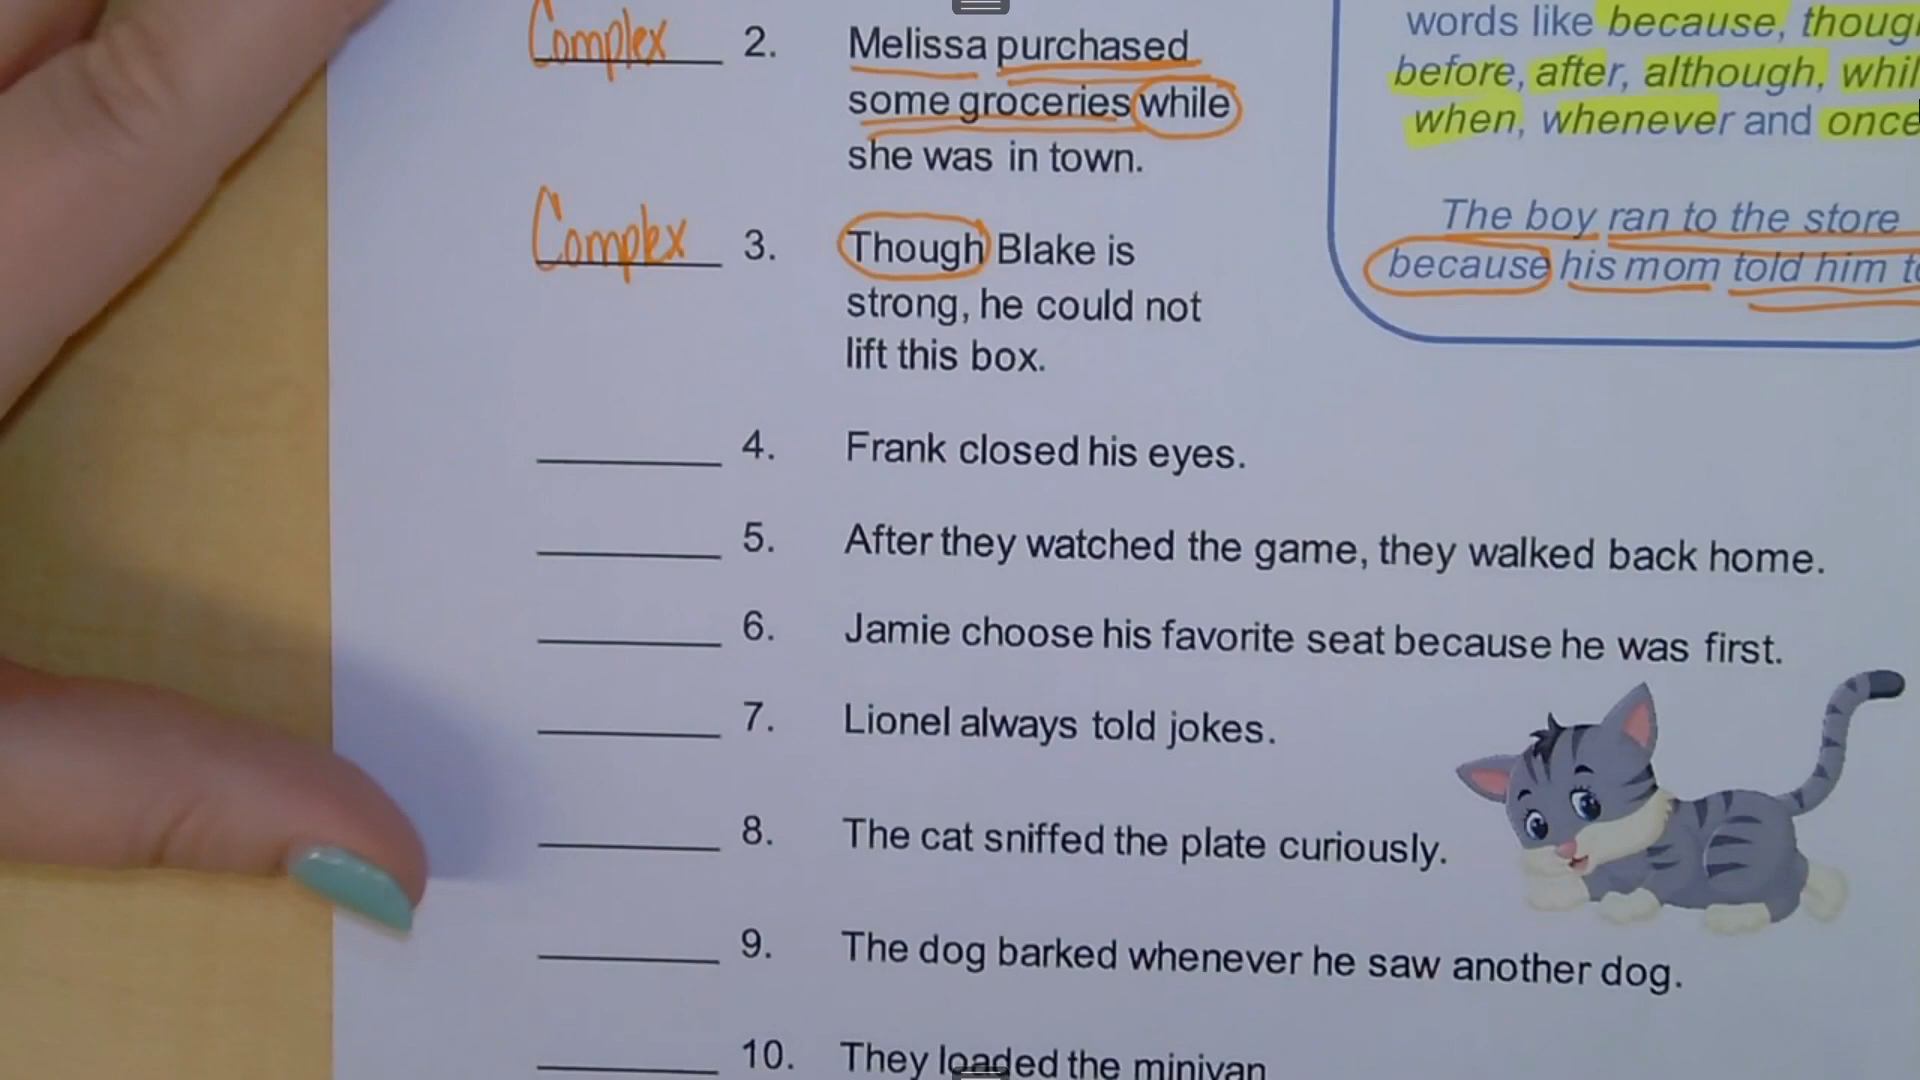 Complex 2. Melissa purchased
some groceries while
she was in town.
Complex 3. Though Blake is
strong, he could not
lift this box.
4. Frank closed his eyes.
5. After they watched the game, they walked back home.
6. Jamie choose his favorite seat because he was first.
7. Lionel always told jokes.
8. The cat sniffed the plate curiously.
9. The dog barked whenever he saw another dog.
10. They loaded the minivan
words like because,
before, after, although,
when, whenever and once
The boy ran to the store
because his mom told him